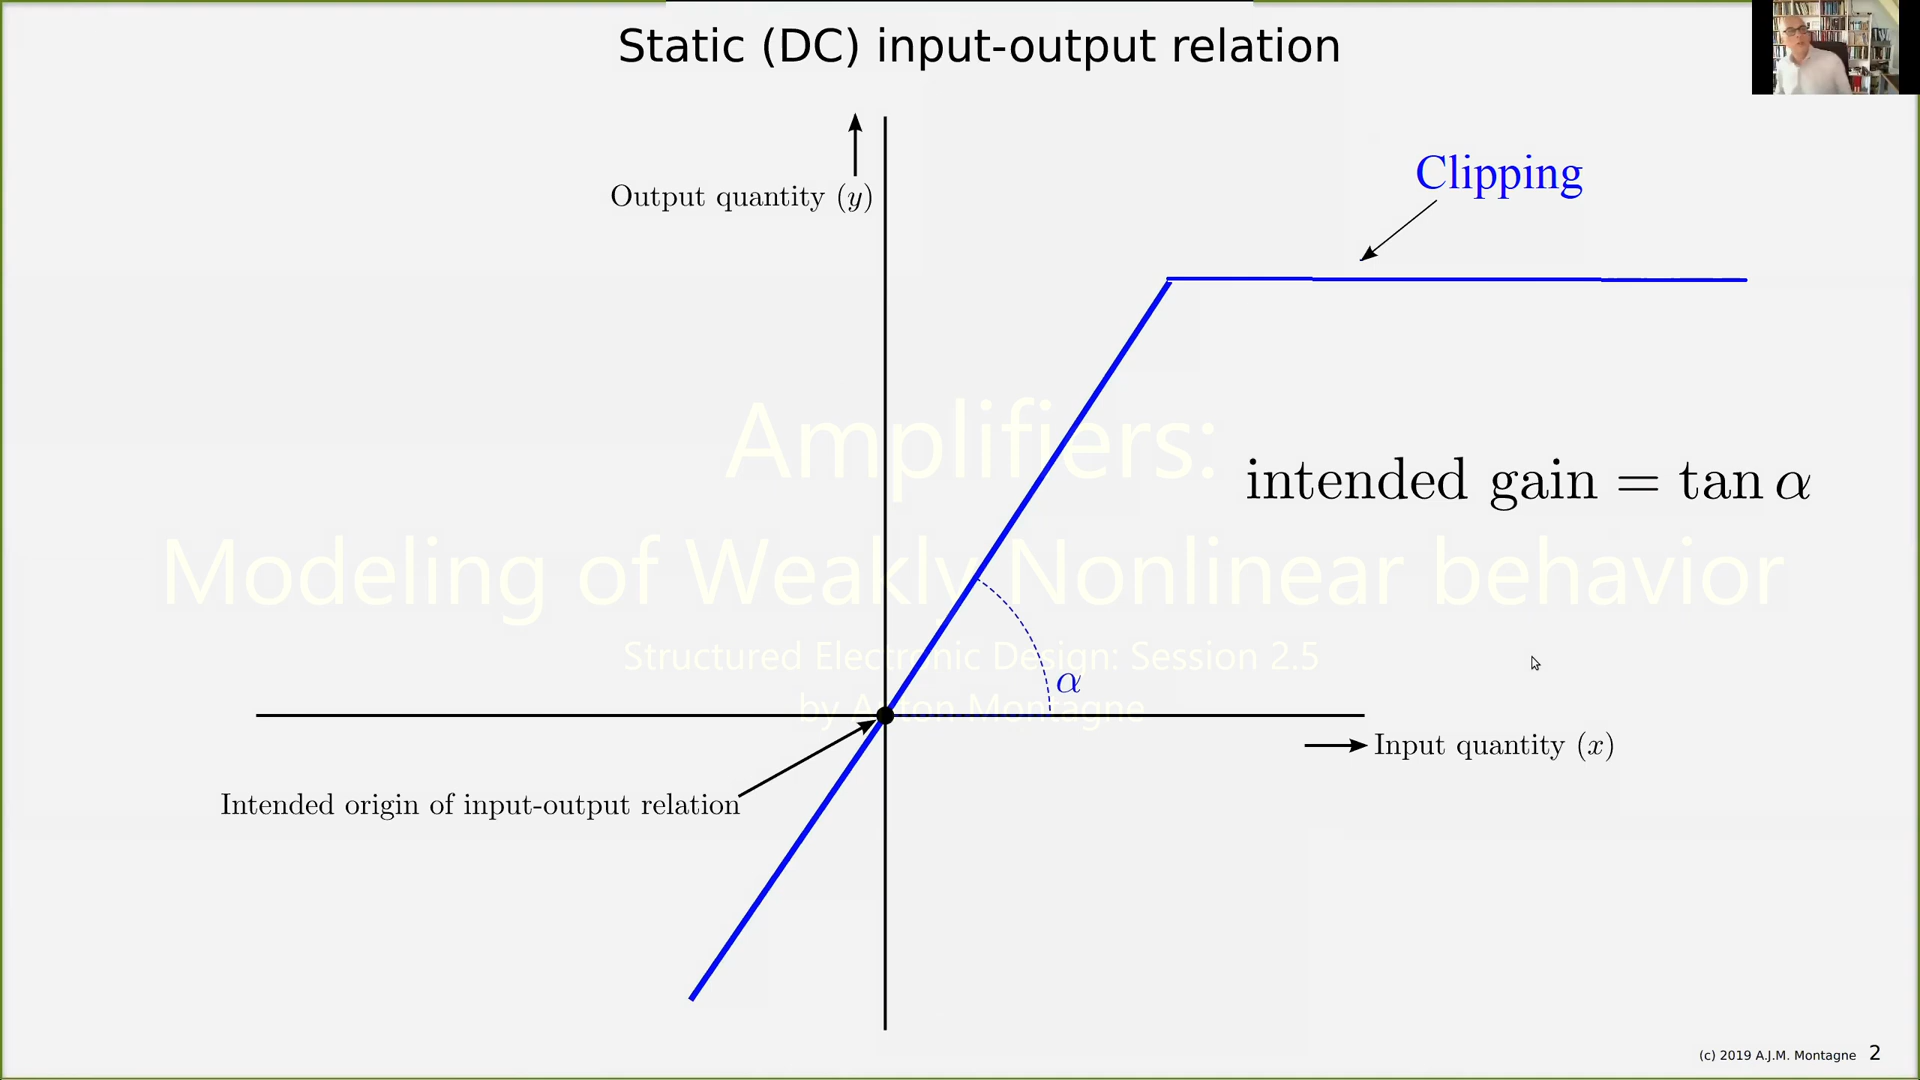 Static (DC) input-output relation
Output quantity (y)
Clipping
Amplifiers:
intended gain = tan α
Modeling of Weakly Nonlinear behavior
Structured Electronic Design: Session 2.5
α
by Anton Montagne
Input quantity (x)
Intended origin of input-output relation
(c) 2019 A.J.M. Montagne 2